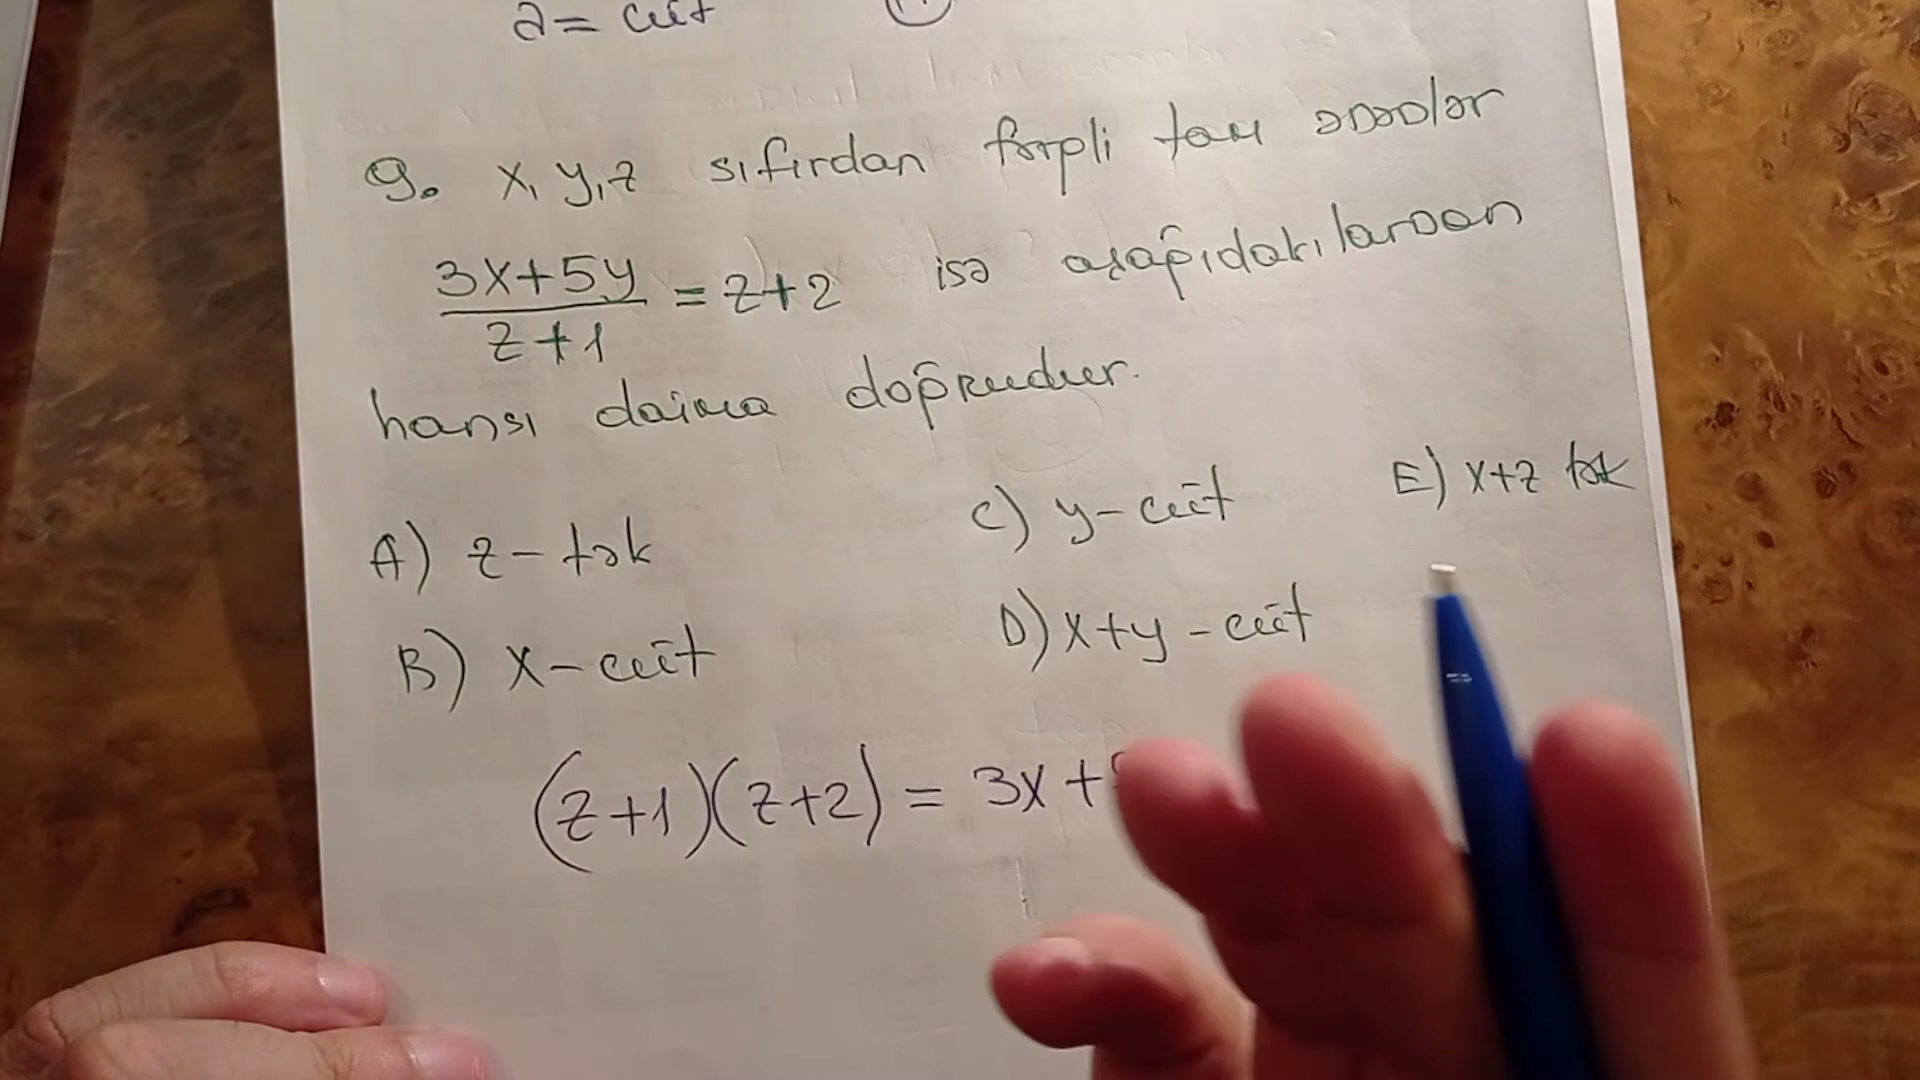 a = cüt
9. x, y, z sıfırdan fərqli tam ədədlər
3x+5y / z+1 = z+2 isə aşağıdakılardan
hansı daima doğrudur.
A) z - tək
B) x - cüt
C) y - cüt
D) x+y - cüt
E) x+z tək
(z+1)(z+2) = 3x +